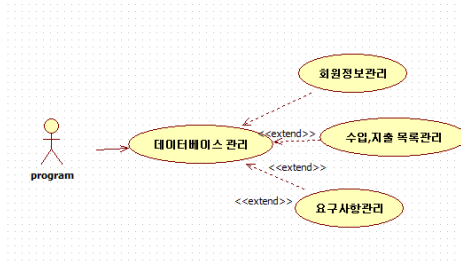 회원정보관리
<<extend>>
수입,지출 목록관리
데이터베이스 관리
<<extend>>
program
<<extend>>
요구사항관리